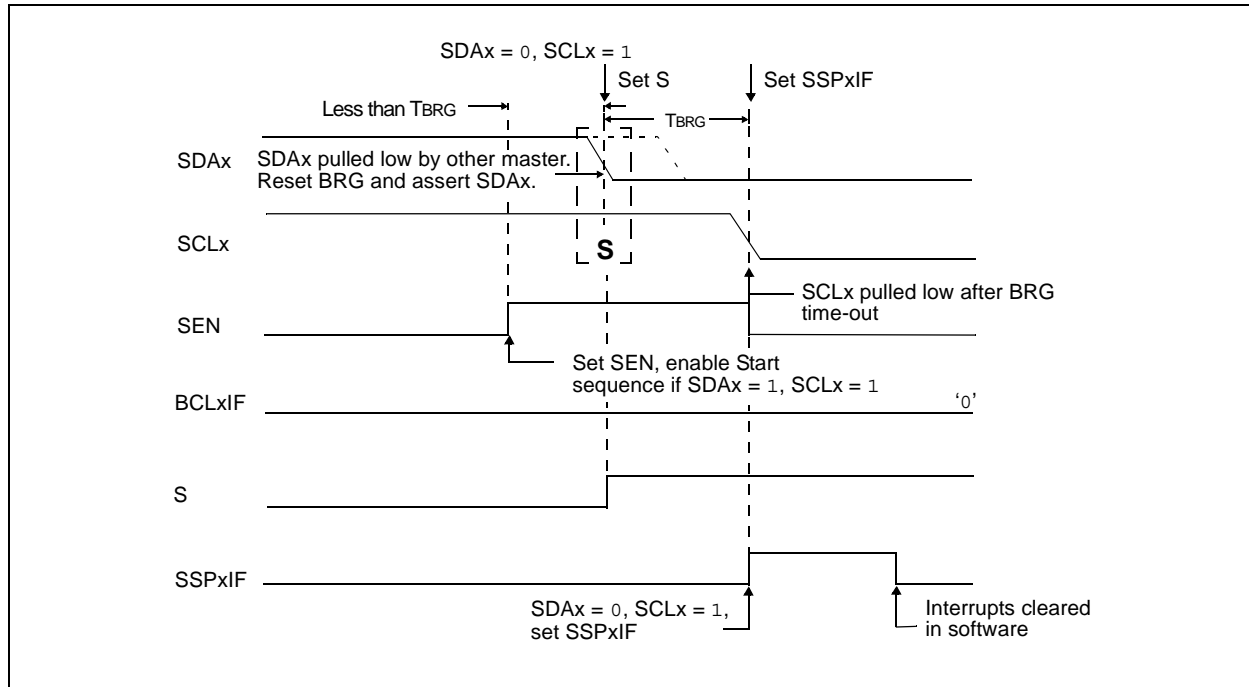 SDAx = 0, SCLx = 1
Set S
Set SSPxIF
Less than TBRG
TBRG
SDAx
SDAx pulled low by other master.
Reset BRG and assert SDAx.
SCLx
S
SCLx pulled low after BRG
time-out
SEN
Set SEN, enable Start
sequence if SDAx = 1, SCLx = 1
BCLxIF
‘0’
S
SSPxIF
SDAx = 0, SCLx = 1,
set SSPxIF
Interrupts cleared
in software